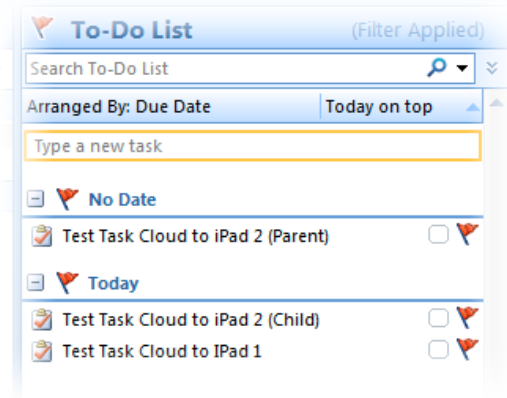 To-Do List (Filter Applied)
Search To-Do List
Arranged By: Due Date Today on top
Type a new task
No Date
Test Task Cloud to iPad 2 (Parent)
Today
Test Task Cloud to iPad 2 (Child)
Test Task Cloud to IPad 1